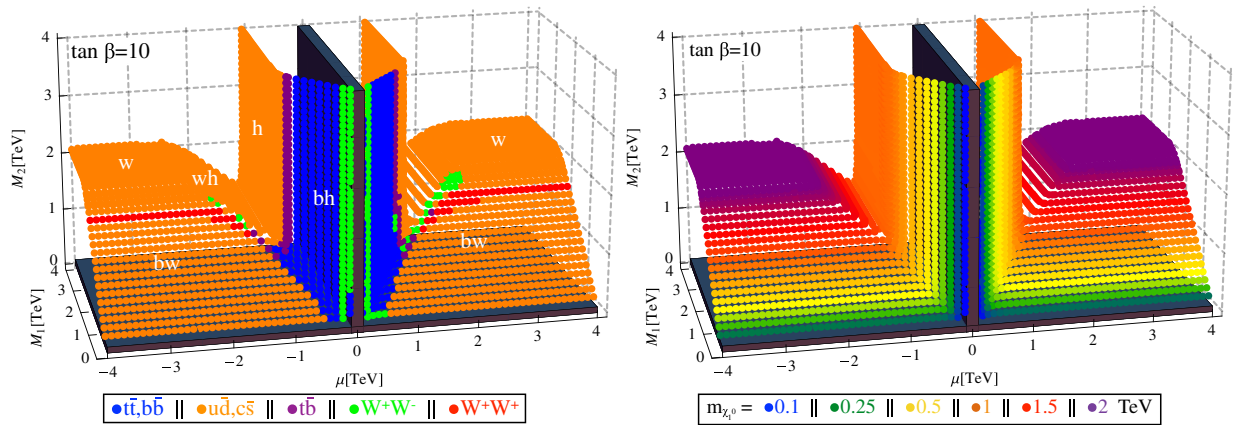 tan β=10
4
3
2
1
0
M₂[TeV]
w
wh
h
bh
bw
w
bw
4
3
2
1
0
M₁[TeV]
−4
−3
−2
−1
0
1
2
3
4
μ[TeV]
tt̄,bb̄ || ud̄,cs̄ || tb̄ || W⁺W⁻ || W⁺W⁺
tan β=10
4
3
2
1
0
M₂[TeV]
4
3
2
1
0
M₁[TeV]
−4
−3
−2
−1
0
1
2
3
4
μ[TeV]
m_χ₁⁰ = 0.1 || 0.25 || 0.5 || 1 || 1.5 || 2 TeV